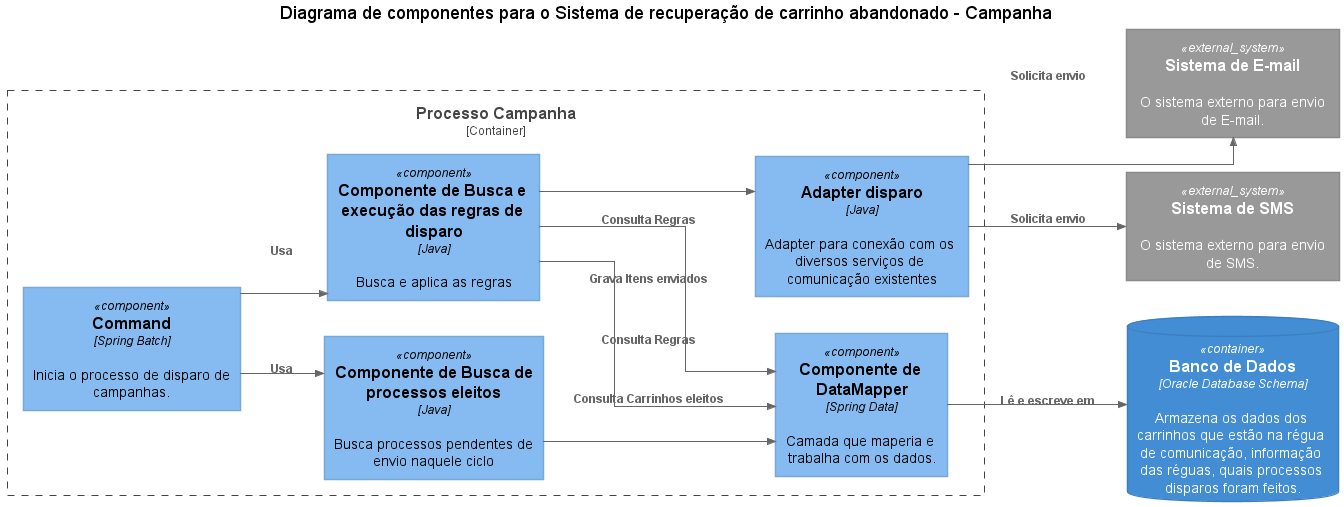 Diagrama de componentes para o Sistema de recuperação de carrinho abandonado - Campanha
Processo Campanha
[Container]
«component»
Command
[Spring Batch]
Inicia o processo de disparo de
campanhas.
Usa
Usa
«component»
Componente de Busca e
execução das regras de
disparo
[Java]
Busca e aplica as regras
«component»
Componente de Busca de
processos eleitos
[Java]
Busca processos pendentes de
envio naquele ciclo
Consulta Regras
Grava Itens enviados
Consulta Regras
Consulta Carrinhos eleitos
«component»
Adapter disparo
[Java]
Adapter para conexão com os
diversos serviços de
comunicação existentes
«component»
Componente de
DataMapper
[Spring Data]
Camada que maperia e
trabalha com os dados.
Solicita envio
Solicita envio
Lê e escreve em
«external_system»
Sistema de E-mail
O sistema externo para envio
de E-mail.
«external_system»
Sistema de SMS
O sistema externo para envio
de SMS.
«container»
Banco de Dados
[Oracle Database Schema]
Armazena os dados dos
carrinhos que estão na régua
de comunicação, informação
das réguas, quais processos
disparos foram feitos.